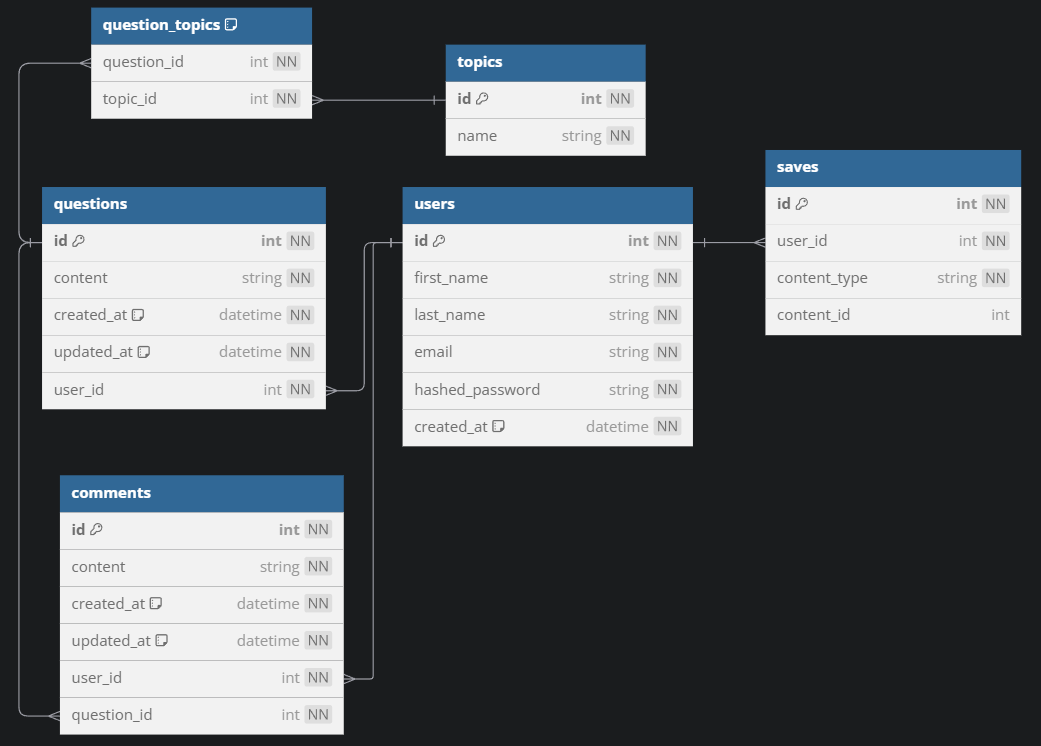 question_topics
question_id int NN
topic_id int NN
topics
id int NN
name string NN
saves
id int NN
user_id int NN
content_type string NN
content_id int
questions
id int NN
content string NN
created_at datetime NN
updated_at datetime NN
user_id int NN
users
id int NN
first_name string NN
last_name string NN
email string NN
hashed_password string NN
created_at datetime NN
comments
id int NN
content string NN
created_at datetime NN
updated_at datetime NN
user_id int NN
question_id int NN